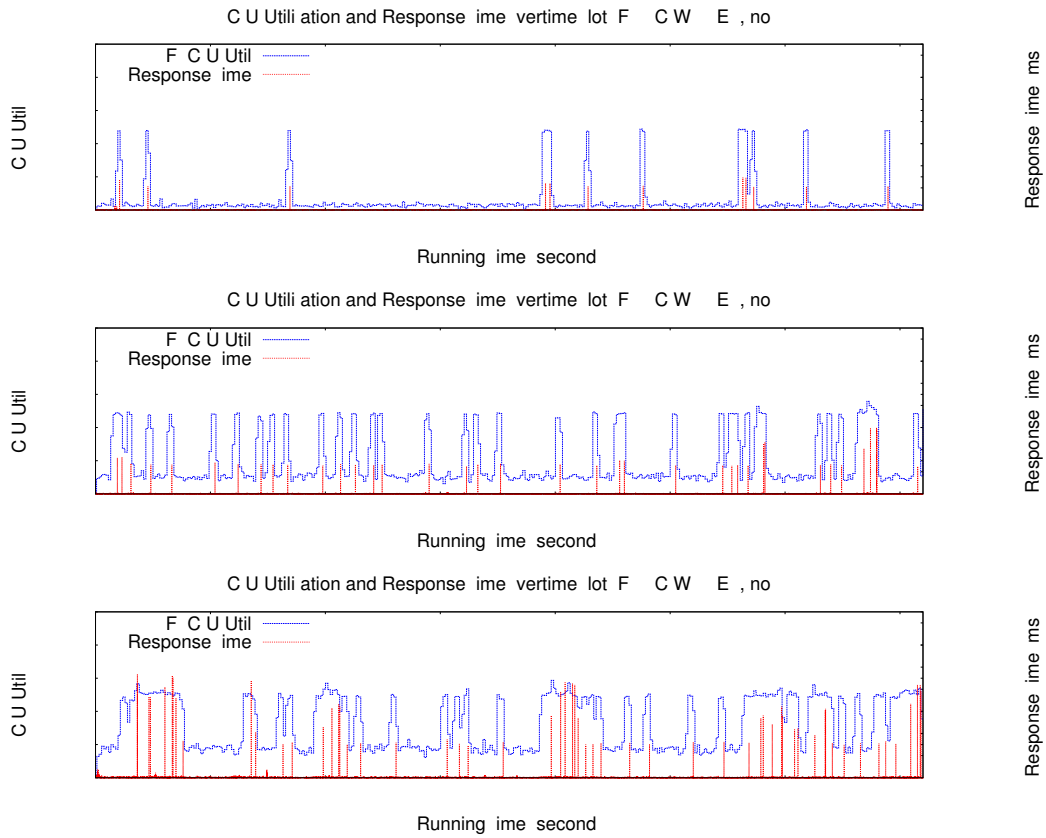 C U Utili ation and Response ime vertime lot F C W E , no
F C U Util
Response ime
C U Util
Response ime ms
Running ime second
C U Utili ation and Response ime vertime lot F C W E , no
F C U Util
Response ime
C U Util
Response ime ms
Running ime second
C U Utili ation and Response ime vertime lot F C W E , no
F C U Util
Response ime
C U Util
Response ime ms
Running ime second